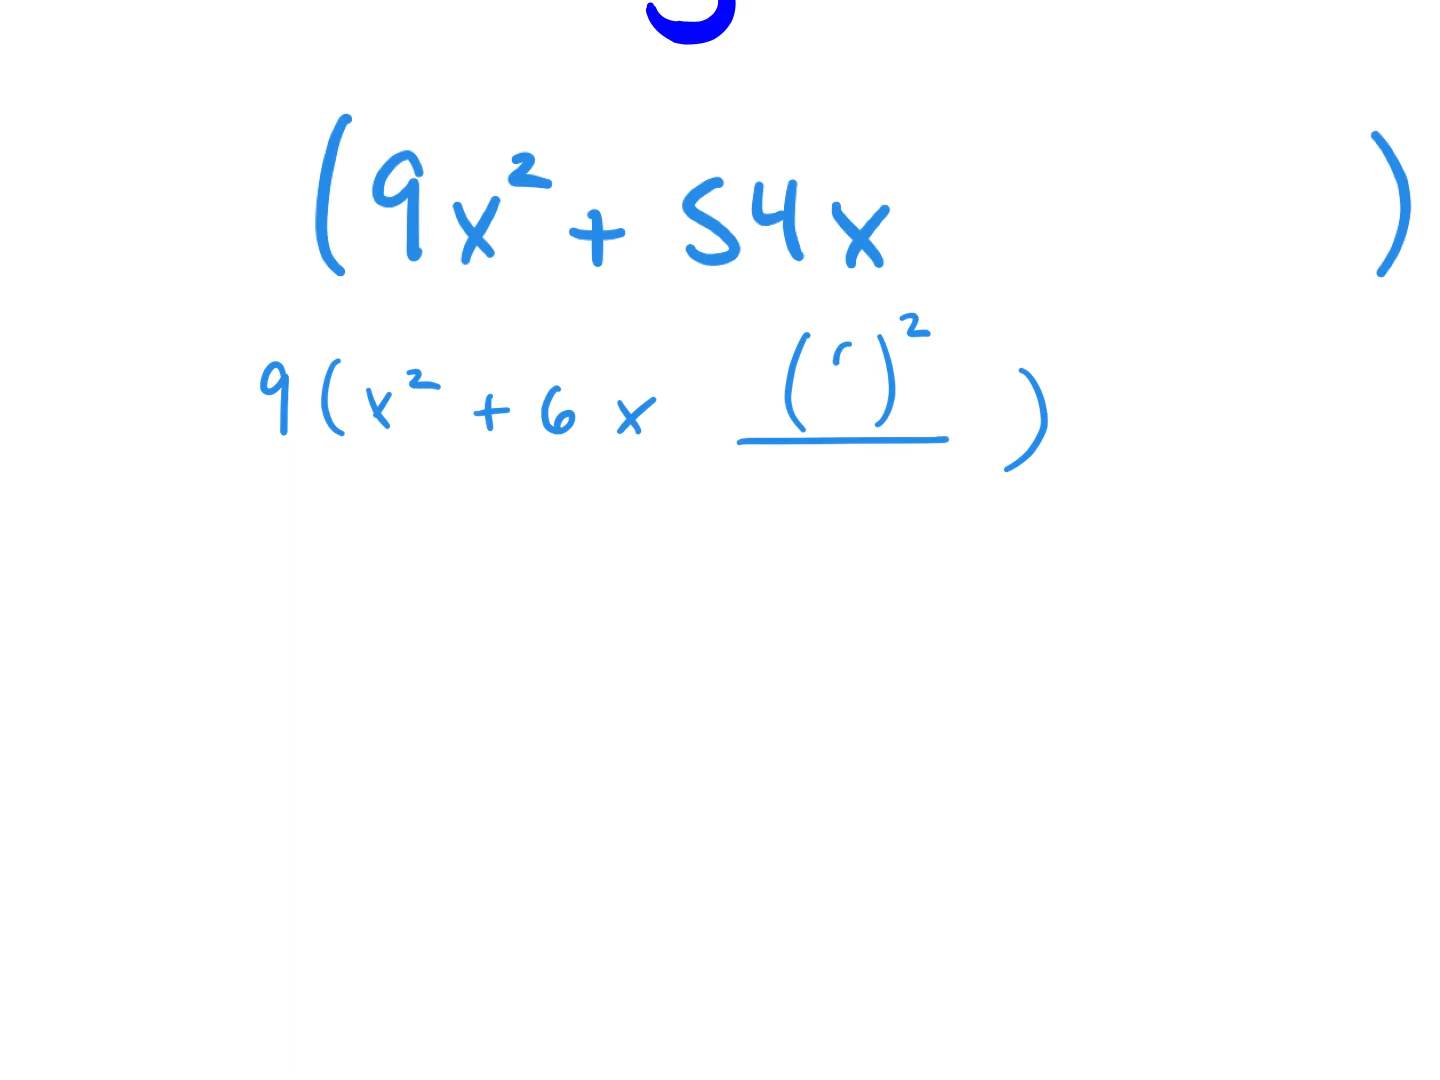 (9x² + 54x )
9(x² + 6x ( )² )